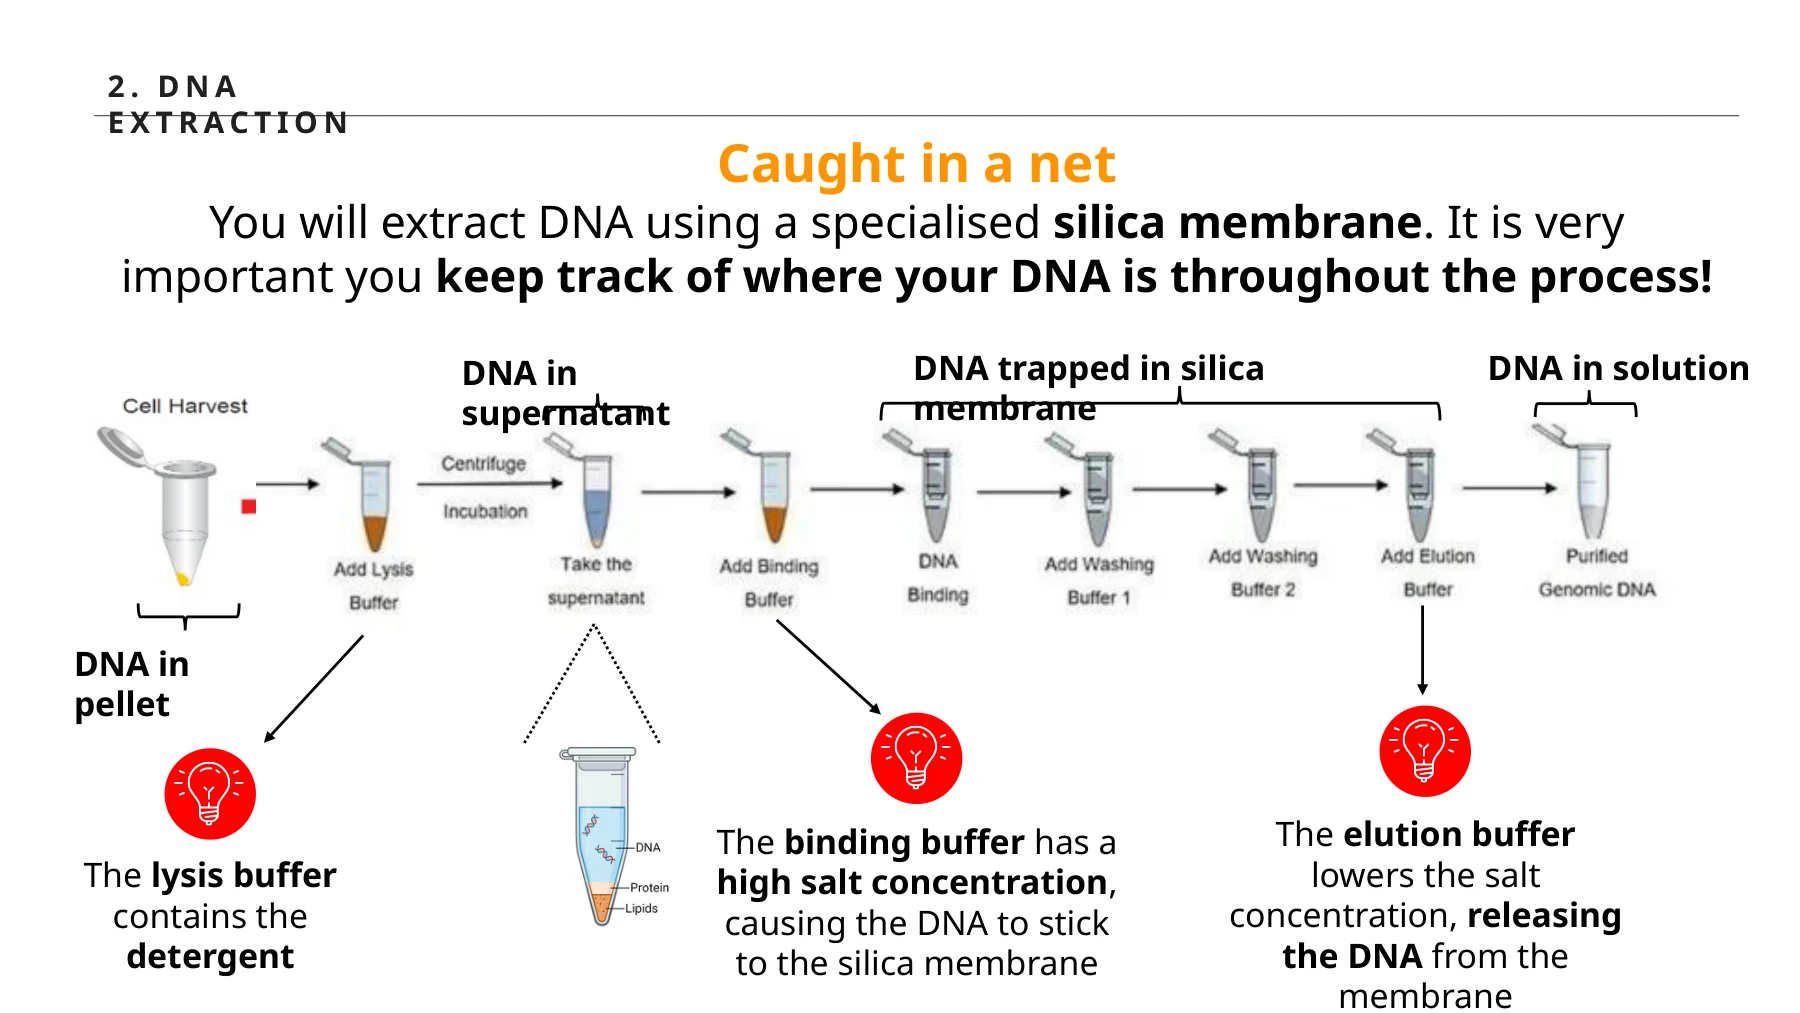 2. DNA
EXTRACTION
Caught in a net
You will extract DNA using a specialised silica membrane. It is very
important you keep track of where your DNA is throughout the process!
DNA in
supernatant
DNA trapped in silica
membrane
DNA in solution
Cell Harvest
Centrifuge
Incubation
Add Lysis
Buffer
Take the
supernatant
Add Binding
Buffer
DNA
Binding
Add Washing
Buffer 1
Add Washing
Buffer 2
Add Elution
Buffer
Purified
Genomic DNA
DNA in
pellet
The lysis buffer
contains the
detergent
DNA
Protein
Lipids
The binding buffer has a
high salt concentration,
causing the DNA to stick
to the silica membrane
The elution buffer
lowers the salt
concentration, releasing
the DNA from the
membrane